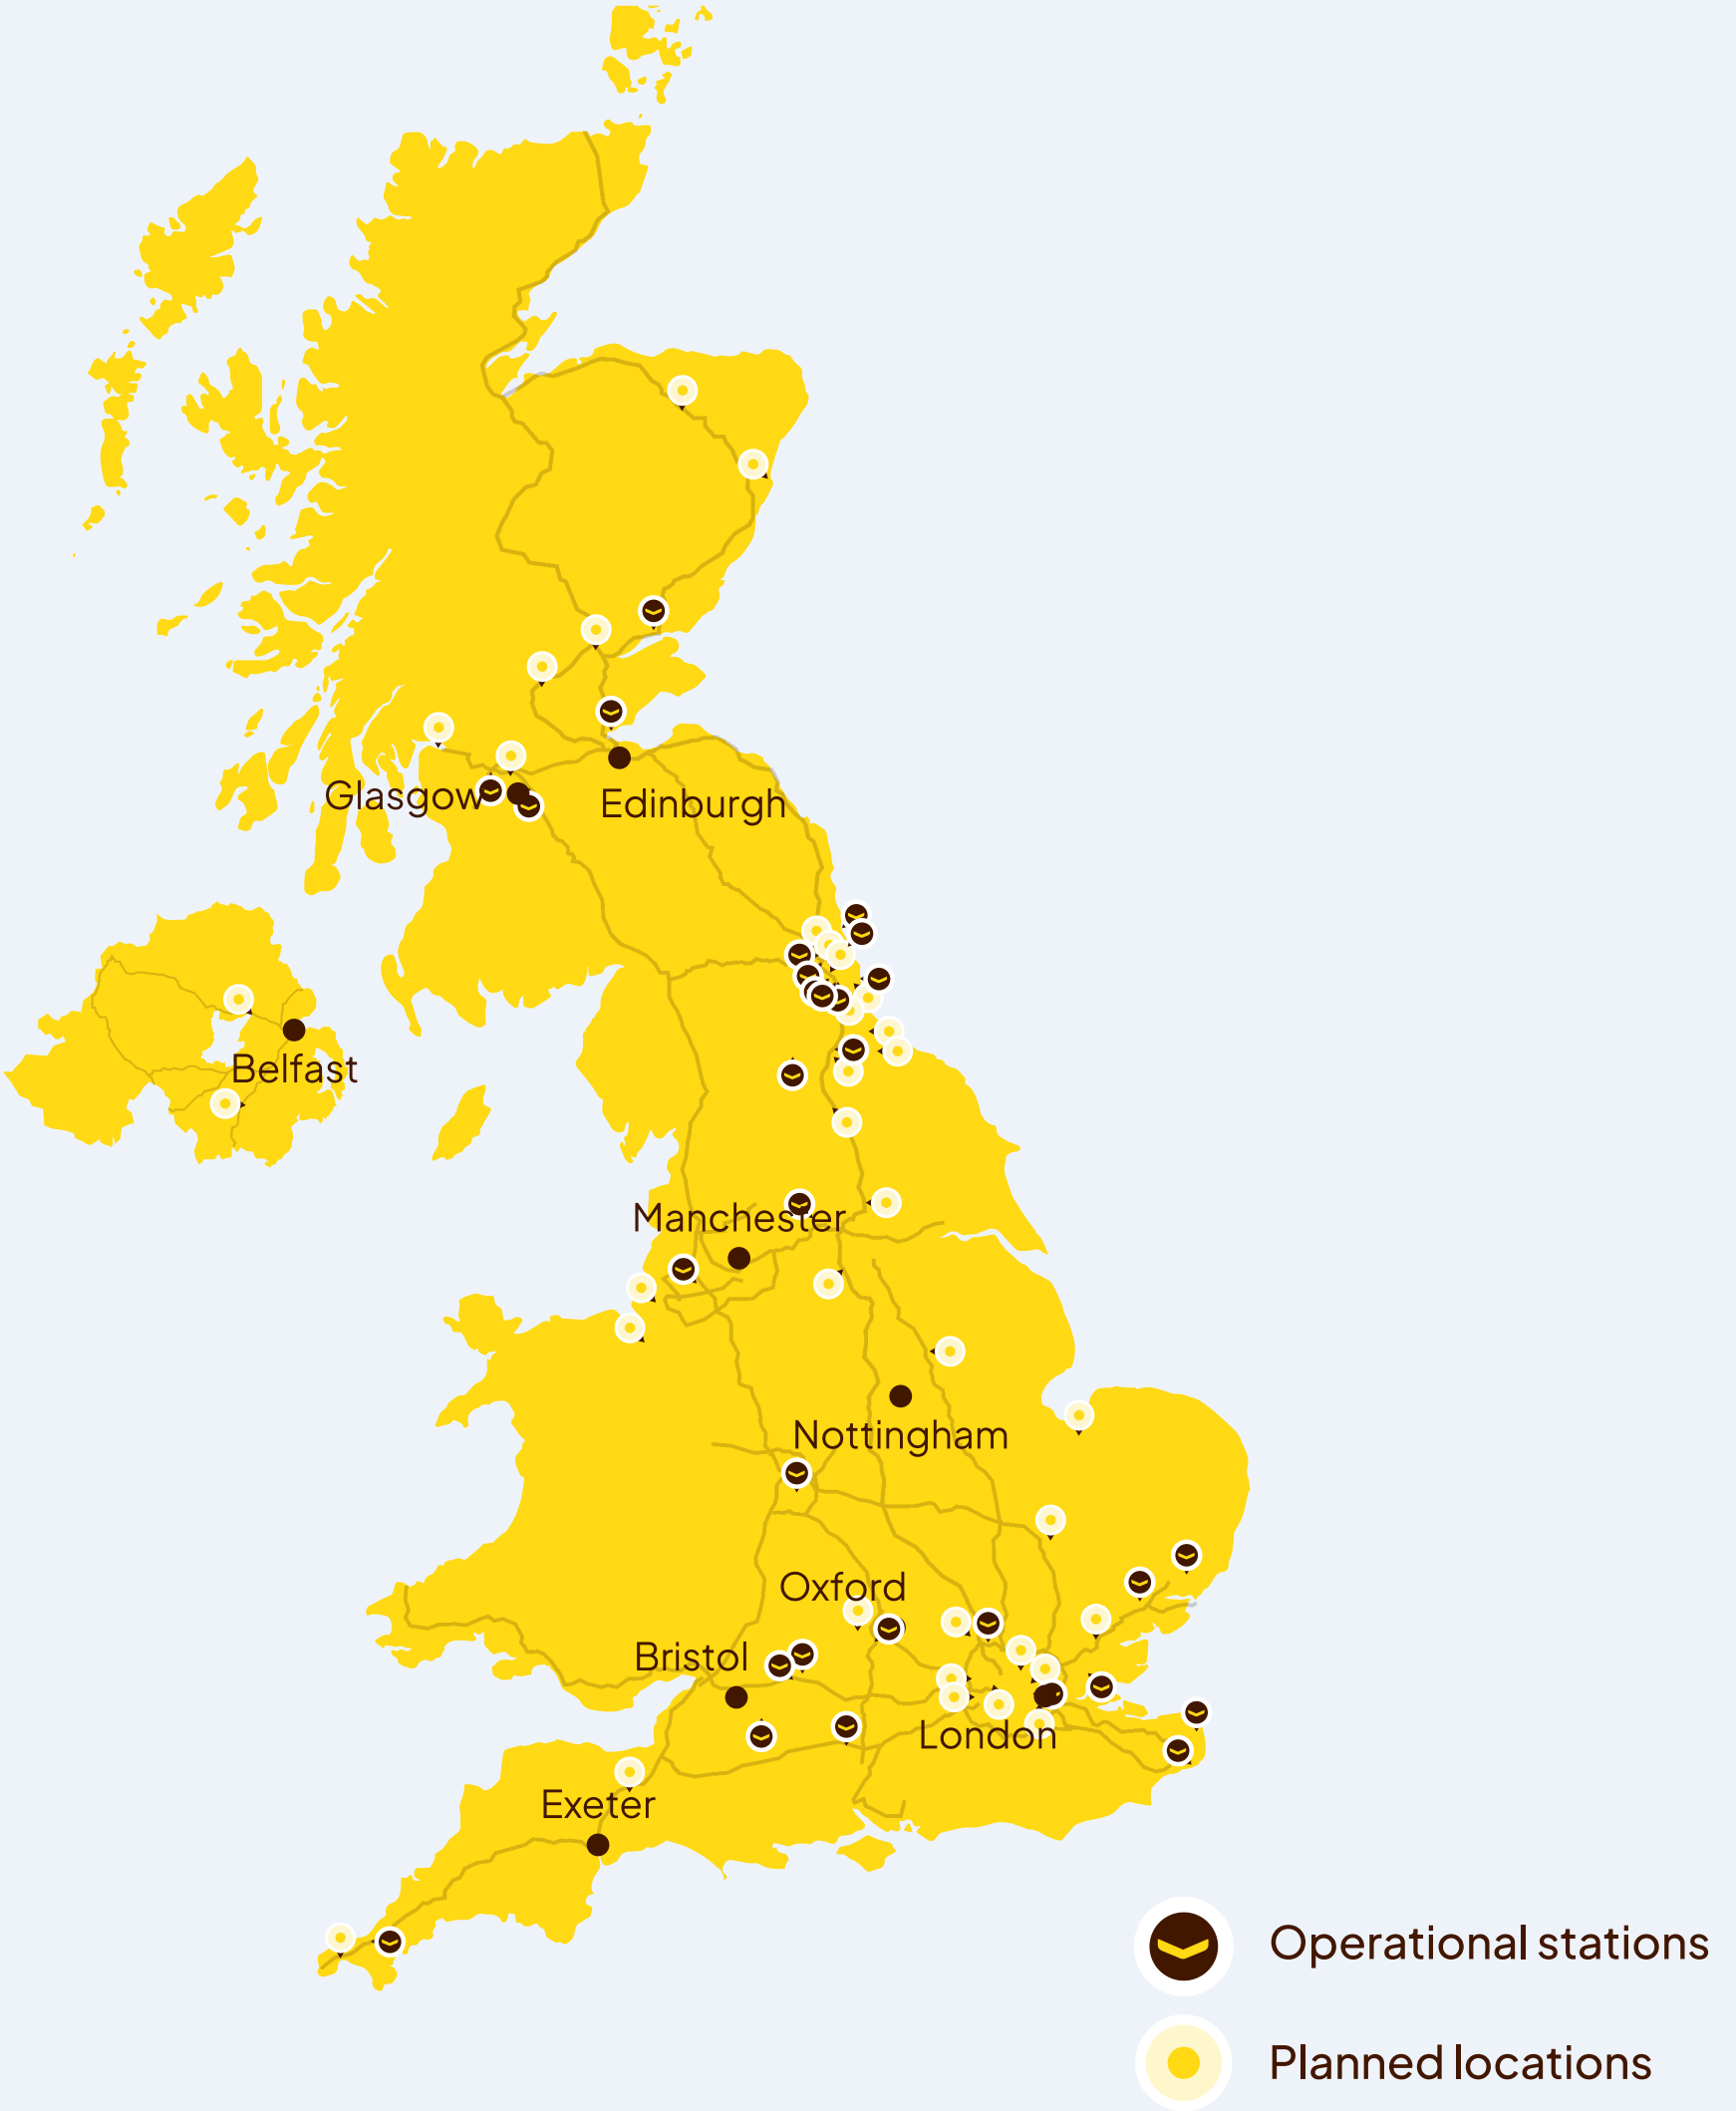 Glasgow
Edinburgh
Belfast
Manchester
Nottingham
Oxford
Bristol
London
Exeter
Operational stations
Planned locations